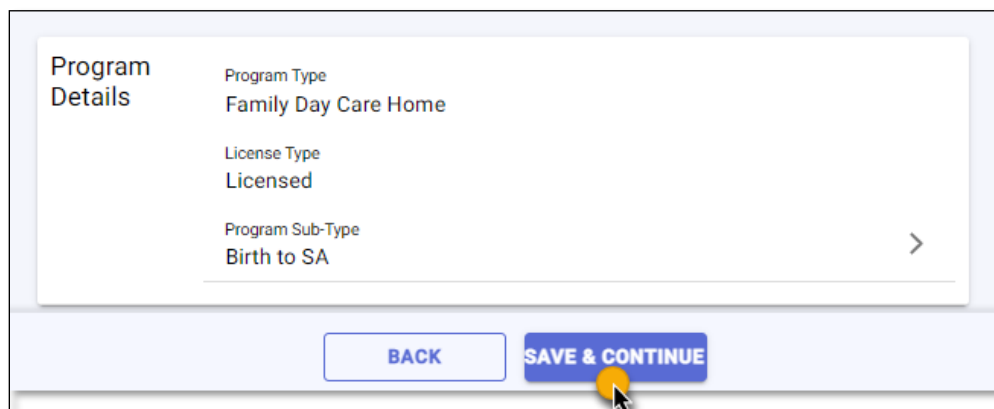 Program
Details
Program Type
Family Day Care Home
License Type
Licensed
Program Sub-Type
Birth to SA
BACK
SAVE & CONTINUE